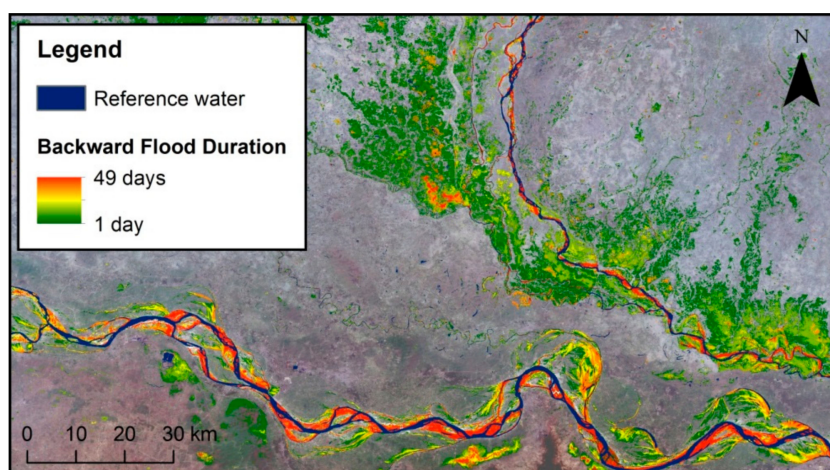 Legend
Reference water
Backward Flood Duration
49 days
1 day
N
0 10 20 30 km